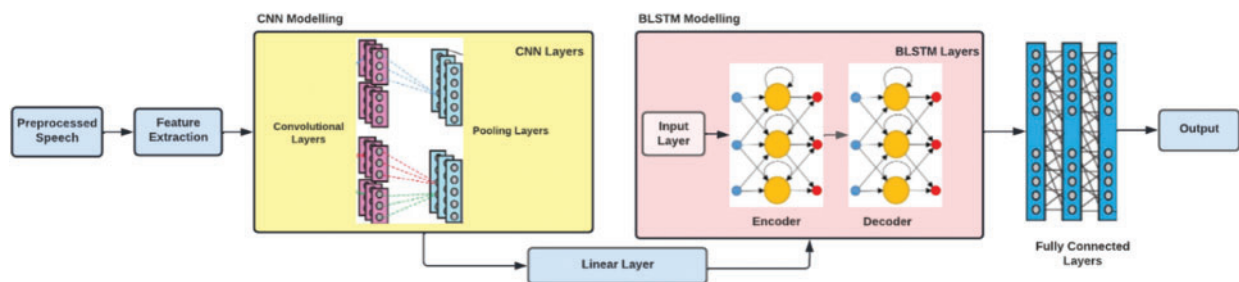 CNN Modelling
BLSTM Modelling
CNN Layers
BLSTM Layers
Preprocessed
Speech
Feature
Extraction
Convolutional
Layers
Pooling Layers
Input
Layer
Output
Encoder
Decoder
Linear Layer
Fully Connected
Layers